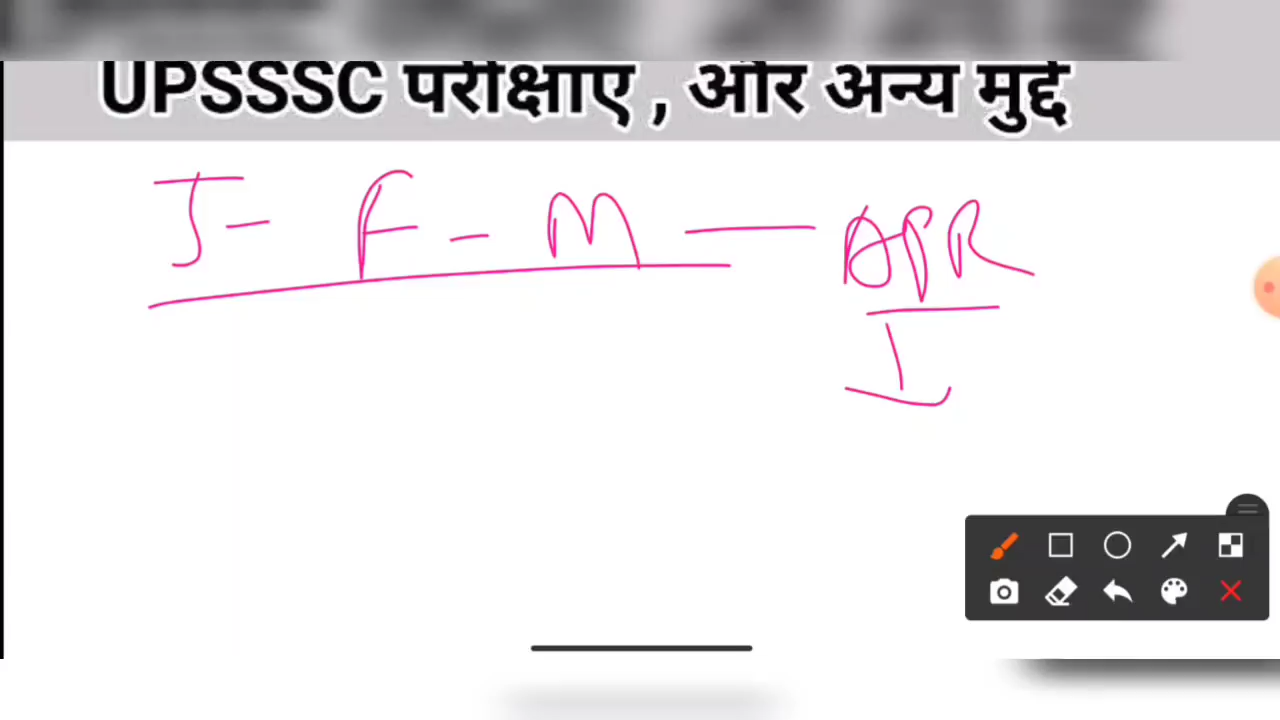 UPSSSC परीक्षाए , और अन्य मुद्दे
J - F - M — APR
I